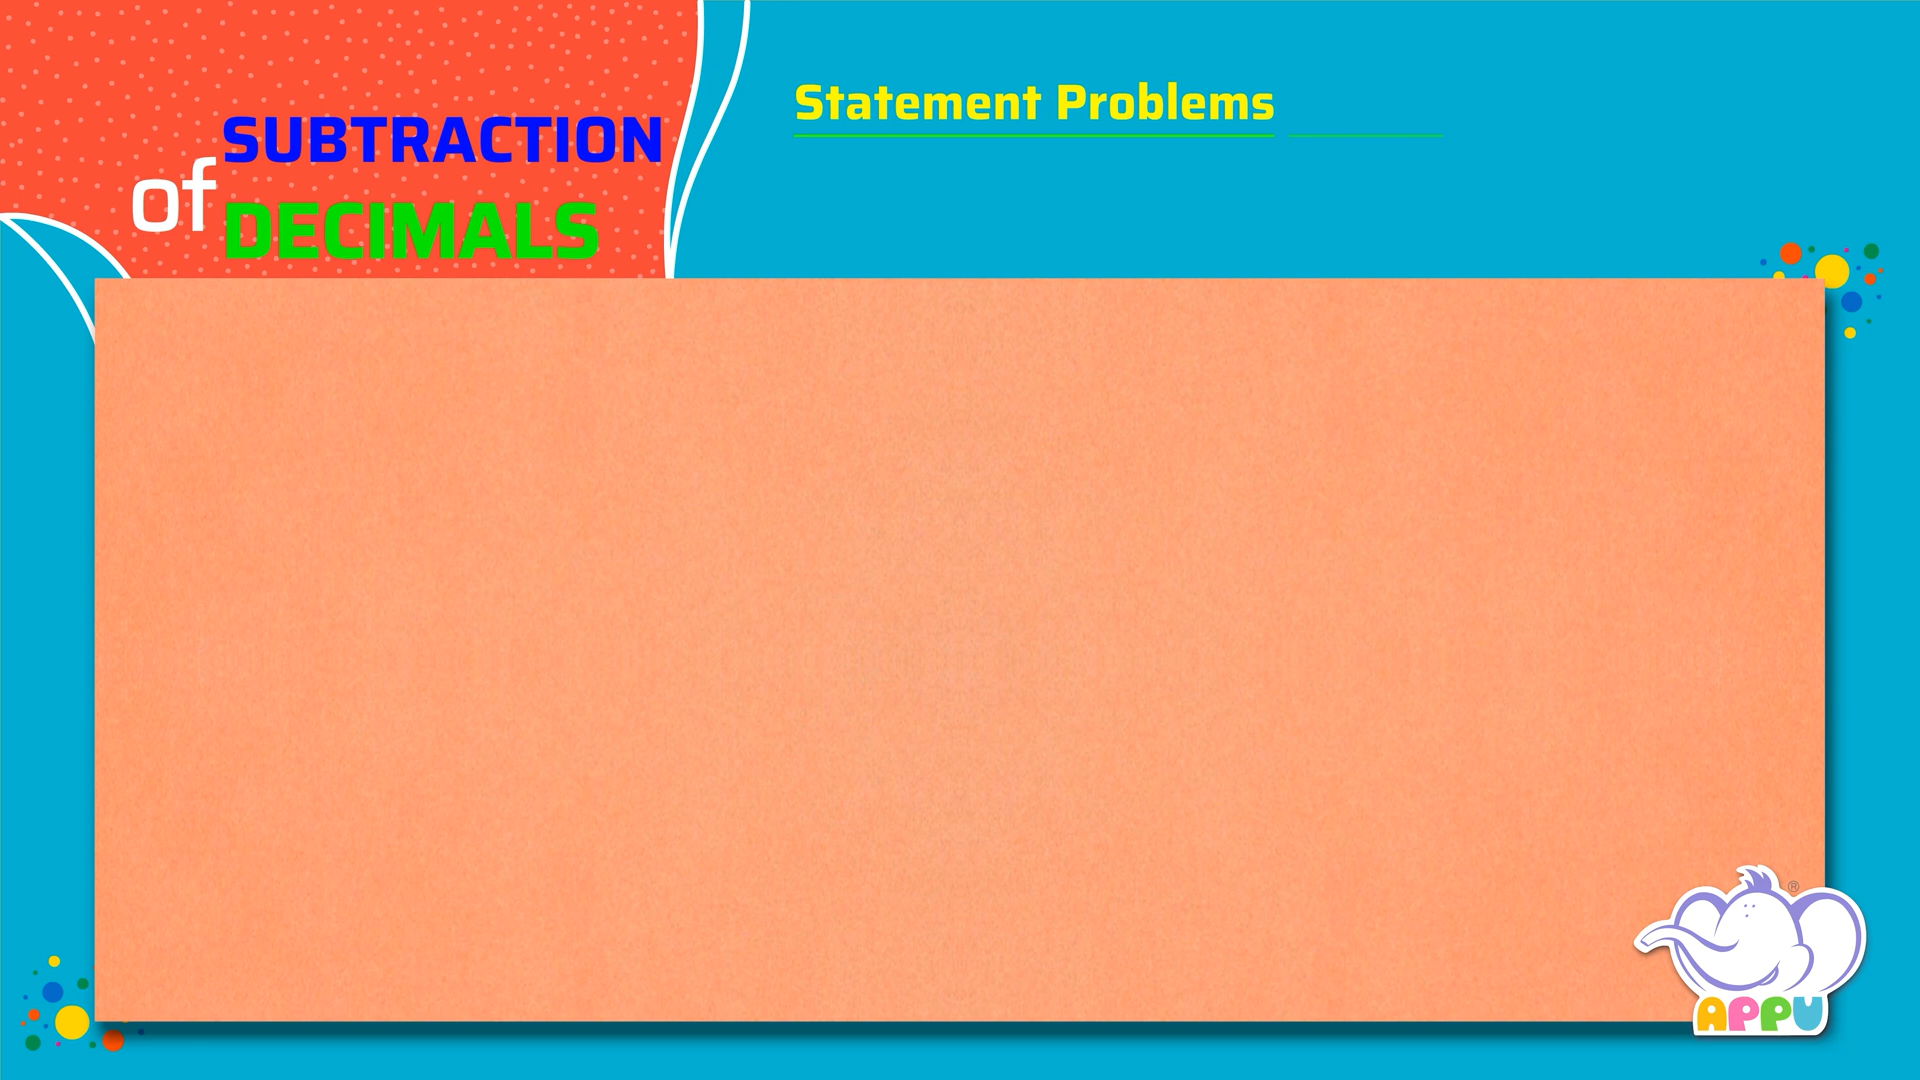 SUBTRACTION
of DECIMALS
Statement Problems
®
APPU